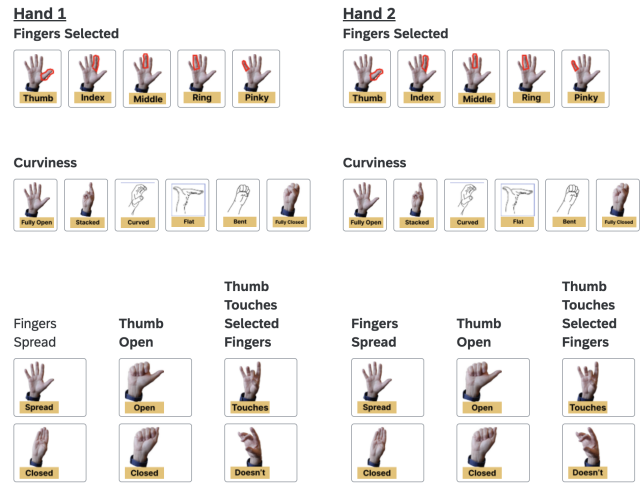 Hand 1
Fingers Selected
Thumb
Index
Middle
Ring
Pinky
Curviness
Fully Open
Stacked
Curved
Flat
Bent
Fully Closed
Fingers
Spread
Thumb
Open
Thumb
Touches
Selected
Fingers
Spread
Open
Touches
Closed
Closed
Doesn't
Hand 2
Fingers Selected
Thumb
Index
Middle
Ring
Pinky
Curviness
Fully Open
Stacked
Curved
Flat
Bent
Fully Closed
Fingers
Spread
Thumb
Open
Thumb
Touches
Selected
Fingers
Spread
Open
Touches
Closed
Closed
Doesn't